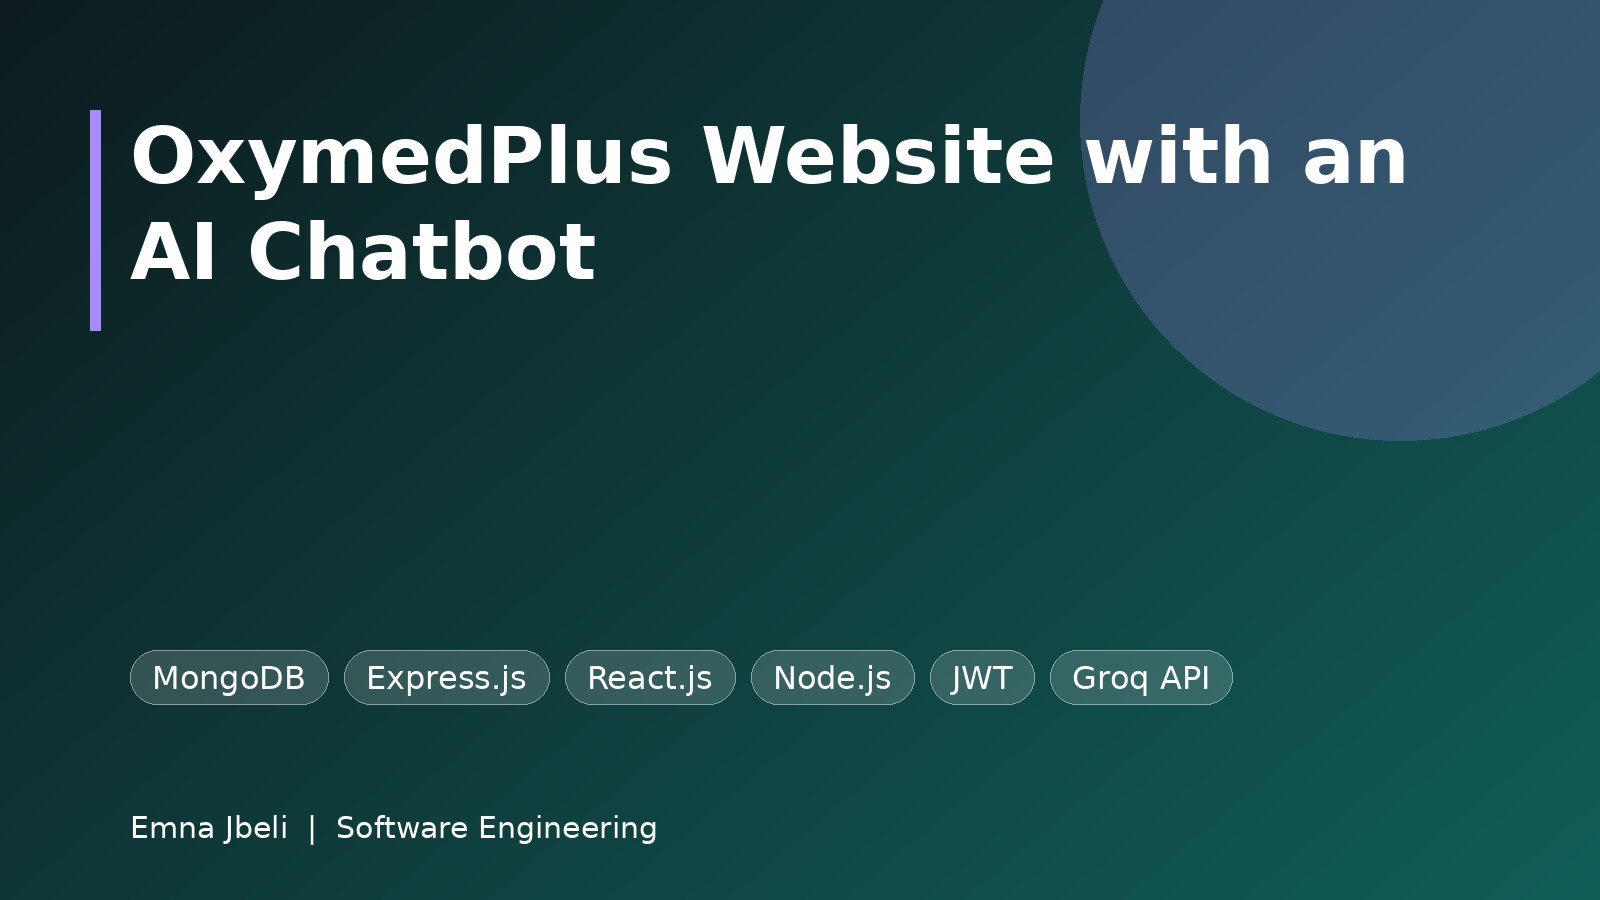 OxymedPlus Website with an
AI Chatbot
MongoDB Express.js React.js Node.js JWT Groq API
Emna Jbeli | Software Engineering